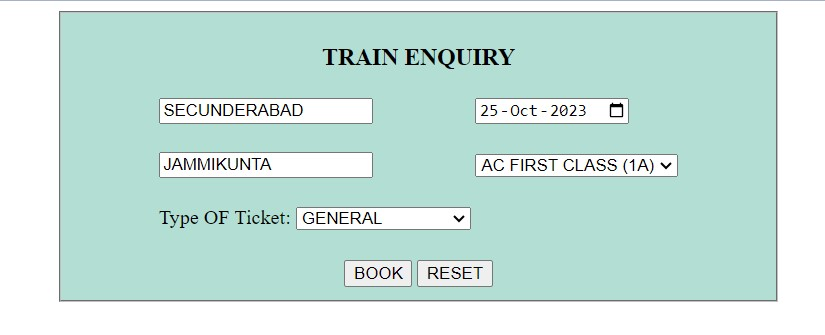 TRAIN ENQUIRY
SECUNDERABAD 25-Oct-2023
JAMMIKUNTA AC FIRST CLASS (1A)
Type OF Ticket: GENERAL
BOOK RESET